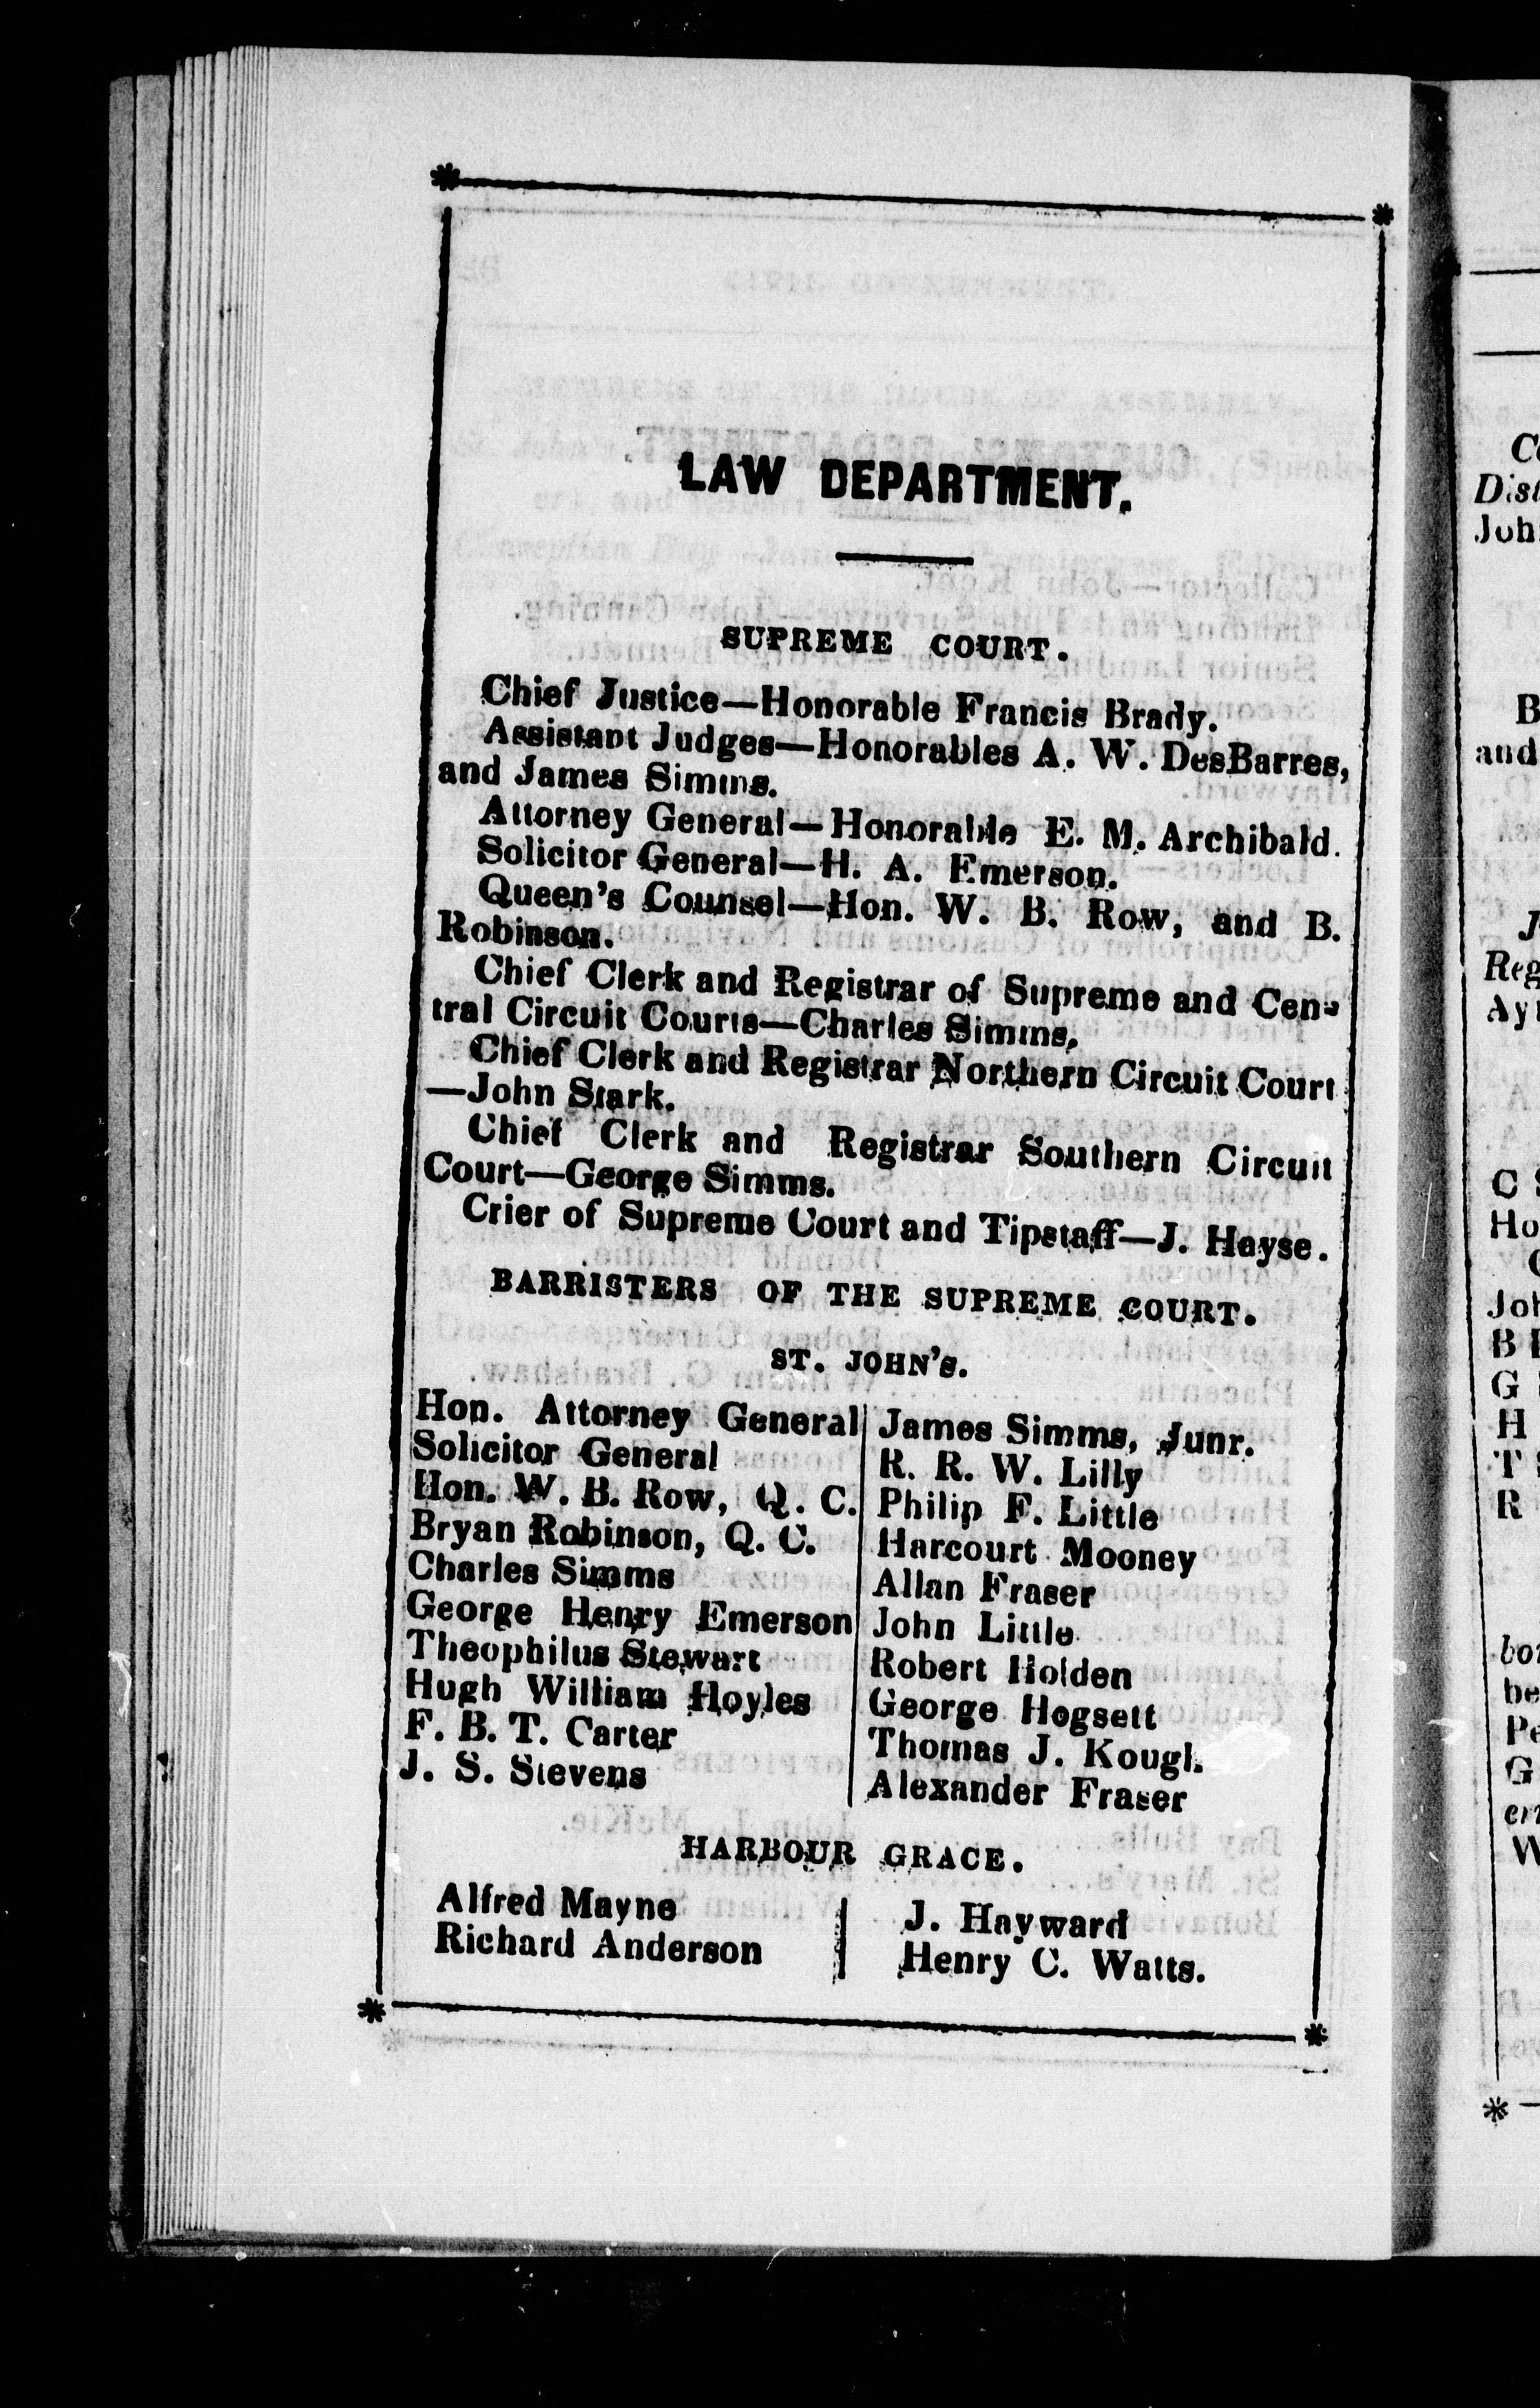 LAW DEPARTMENT.
SUPREME COURT.
Chief Justice—Honorable Francis Brady.
Assistant Judges—Honorables A. W. DesBarres,
and James Simms.
Attorney General—Honorable E. M. Archibald.
Solicitor General—H. A. Emerson.
Queen's Counsel—Hon. W. B. Row, and B.
Robinson.
Chief Clerk and Registrar of Supreme and Cen-
tral Circuit Courts—Charles Simms,
Chief Clerk and Registrar Northern Circuit Court
—John Stark.
Chief Clerk and Registrar Southern Circuit
Court—George Simms.
Crier of Supreme Court and Tipstaff—J. Hayse.
BARRISTERS OF THE SUPREME COURT.
ST. JOHN'S.
Hon. Attorney General
Solicitor General
Hon. W. B. Row, Q. C.
Bryan Robinson, Q. C.
Charles Simms
George Henry Emerson
Theophilus Stewart
Hugh William Hoyles
F. B. T. Carter
J. S. Stevens
James Simms, Junr.
R. R. W. Lilly
Philip F. Little
Harcourt Mooney
Allan Fraser
John Little
Robert Holden
George Hogsett
Thomas J. Kough
Alexander Fraser
HARBOUR GRACE.
Alfred Mayne
Richard Anderson
J. Hayward
Henry C. Watts.